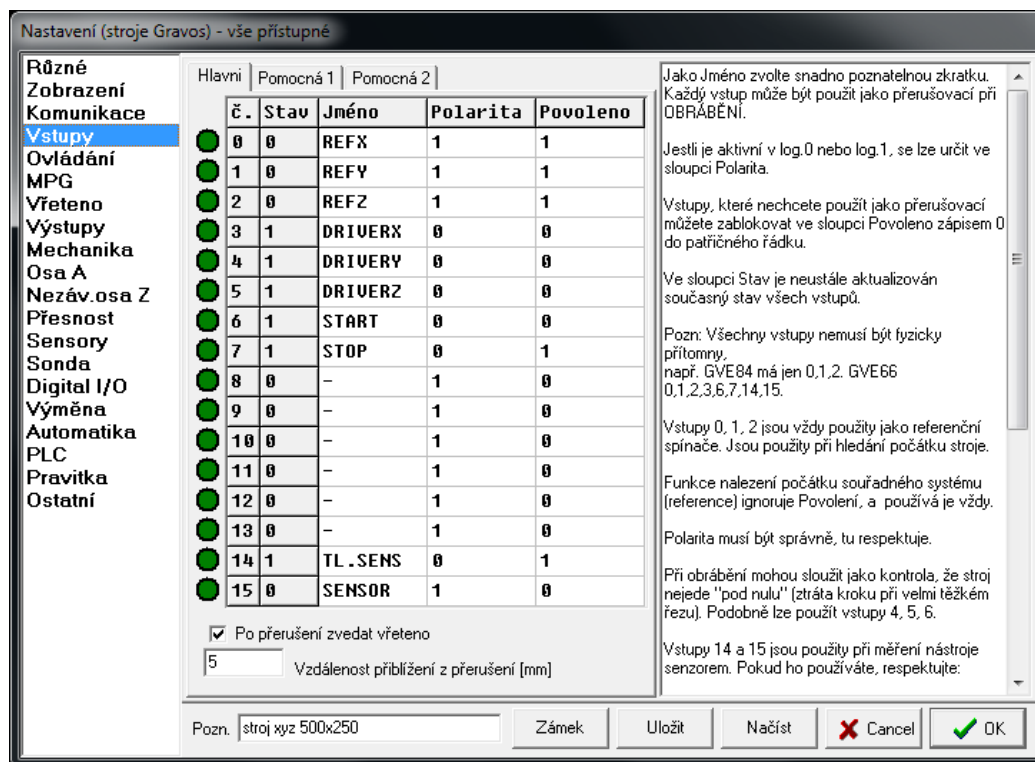 Nastavení (stroje Gravos) - vše přístupné
Různé
Zobrazení
Komunikace
Vstupy
Ovládání
MPG
Vřeteno
Výstupy
Mechanika
Osa A
Nezáv.osa Z
Přesnost
Sensory
Sonda
Digital I/O
Výměna
Automatika
PLC
Pravitka
Ostatní
Hlavni Pomocná 1 Pomocná 2
č. Stav Jméno Polarita Povoleno
0 0 REFX 1 1
1 0 REFY 1 1
2 0 REFZ 1 1
3 1 DRIVERX 0 0
4 1 DRIVERY 0 0
5 1 DRIVERZ 0 0
6 1 START 0 0
7 1 STOP 0 1
8 0 - 1 0
9 0 - 1 0
10 0 - 1 0
11 0 - 1 0
12 0 - 1 0
13 0 - 1 0
14 1 TL.SENS 0 1
15 0 SENSOR 1 0
Po přerušení zvedat vřeteno
5 Vzdálenost přiblížení z přerušení [mm]
Jako Jméno zvolte snadno poznatelnou zkratku.
Každý vstup může být použit jako přerušovací při
OBRÁBĚNÍ.
Jestli je aktivní v log.0 nebo log.1, se lze určit ve
sloupci Polarita.
Vstupy, které nechcete použít jako přerušovací
můžete zablokovat ve sloupci Povoleno zápisem 0
do patřičného řádku.
Ve sloupci Stav je neustále aktualizován
současný stav všech vstupů.
Pozn: Všechny vstupy nemusí být fyzicky
přítomny,
např. GVE84 má jen 0,1,2. GVE66
0,1,2,3,6,7,14,15.
Vstupy 0, 1, 2 jsou vždy použity jako referenční
spínače. Jsou použity při hledání počátku stroje.
Funkce nalezení počátku souřadného systému
(reference) ignoruje Povolení, a používá je vždy.
Polarita musí být správně, tu respektuje.
Při obrábění mohou sloužit jako kontrola, že stroj
nejede "pod nulu" (ztráta kroku při velmi těžkém
řezu). Podobně lze použít vstupy 4, 5, 6.
Vstupy 14 a 15 jsou použity při měření nástroje
senzorem. Pokud ho používáte, respektujte:
Pozn. stroj xyz 500x250 Zámek Uložit Načíst Cancel OK